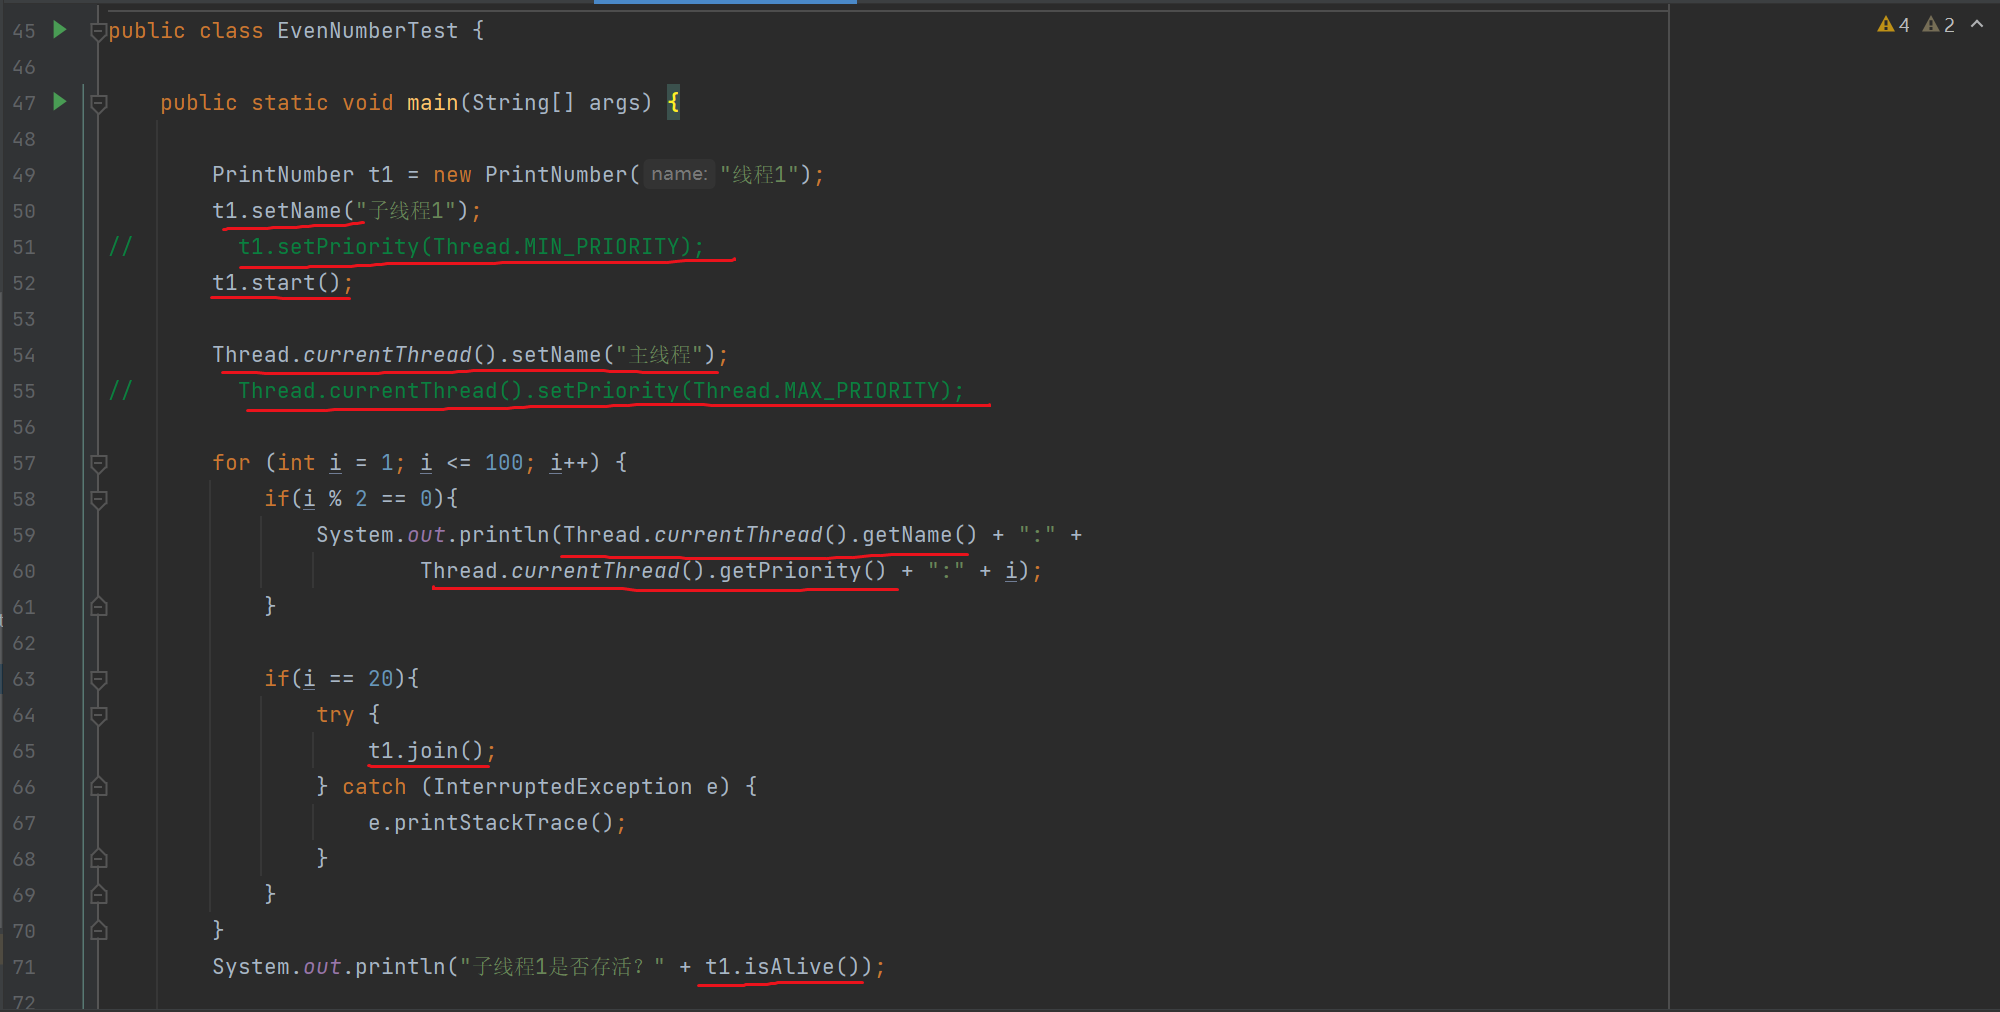 4 2
45 public class EvenNumberTest {
46
47 public static void main(String[] args) {
48
49 PrintNumber t1 = new PrintNumber( name: "线程1");
50 t1.setName("子线程1");
51 // t1.setPriority(Thread.MIN_PRIORITY);
52 t1.start();
53
54 Thread.currentThread().setName("主线程");
55 // Thread.currentThread().setPriority(Thread.MAX_PRIORITY);
56
57 for (int i = 1; i <= 100; i++) {
58 if(i % 2 == 0){
59 System.out.println(Thread.currentThread().getName() + ":" +
60 Thread.currentThread().getPriority() + ":" + i);
61 }
62
63 if(i == 20){
64 try {
65 t1.join();
66 } catch (InterruptedException e) {
67 e.printStackTrace();
68 }
69 }
70 }
71 System.out.println("子线程1是否存活？" + t1.isAlive());
72